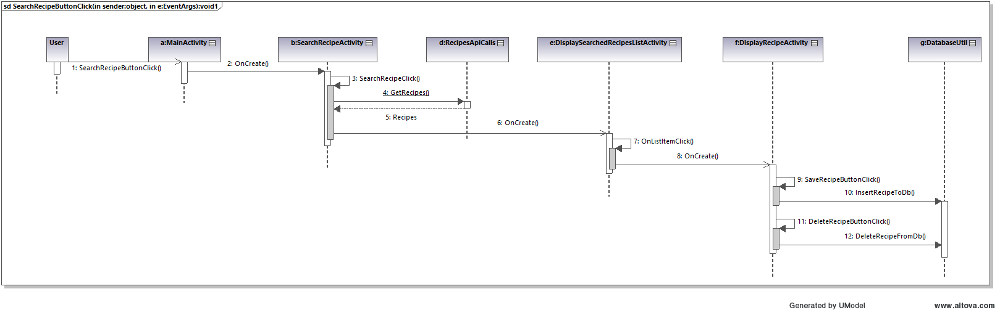 sd SearchRecipeButtonClick(in sender:object, in e:EventArgs):void1
User
a:MainActivity
b:SearchRecipeActivity
d:RecipesApiCalls
e:DisplaySearchedRecipesListActivity
f:DisplayRecipeActivity
g:DatabaseUtil
1: SearchRecipeButtonClick()
2: OnCreate()
3: SearchRecipeClick()
4: GetRecipes()
5: Recipes
6: OnCreate()
7: OnListItemClick()
8: OnCreate()
9: SaveRecipeButtonClick()
10: InsertRecipeToDb()
11: DeleteRecipeButtonClick()
12: DeleteRecipeFromDb()
Generated by UModel
www.altova.com